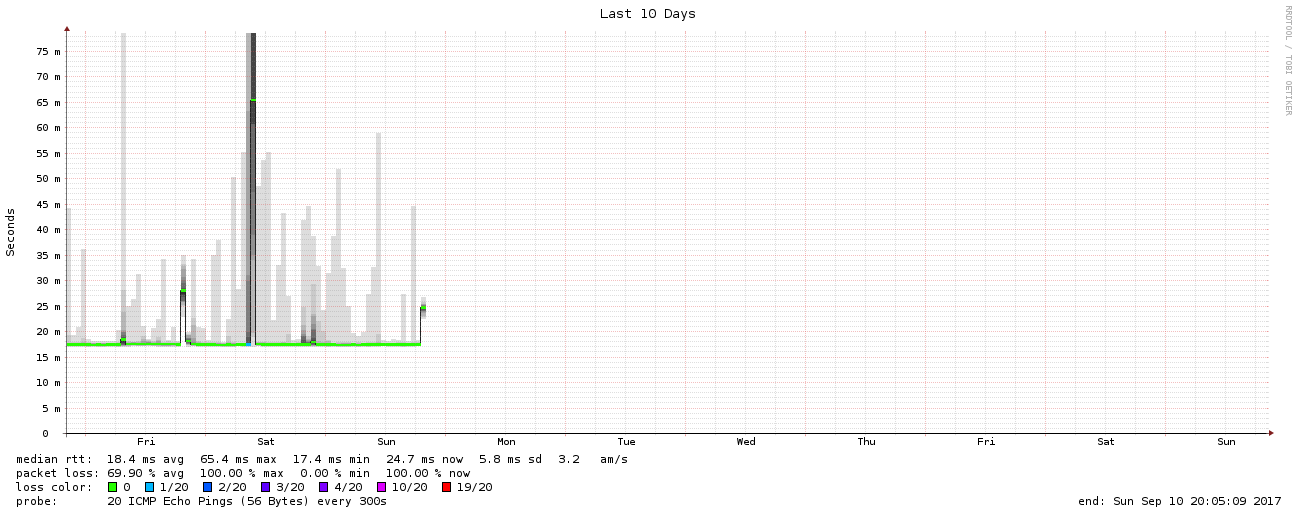 Last 10 Days
RRDTOOL / TOBI OETIKER
Seconds
75 m
70 m
65 m
60 m
55 m
50 m
45 m
40 m
35 m
30 m
25 m
20 m
15 m
10 m
5 m
0
Fri Sat Sun Mon Tue Wed Thu Fri Sat Sun
median rtt: 18.4 ms avg 65.4 ms max 17.4 ms min 24.7 ms now 5.8 ms sd 3.2 am/s
packet loss: 69.90 % avg 100.00 % max 0.00 % min 100.00 % now
loss color: 0 1/20 2/20 3/20 4/20 10/20 19/20
probe: 20 ICMP Echo Pings (56 Bytes) every 300s end: Sun Sep 10 20:05:09 2017